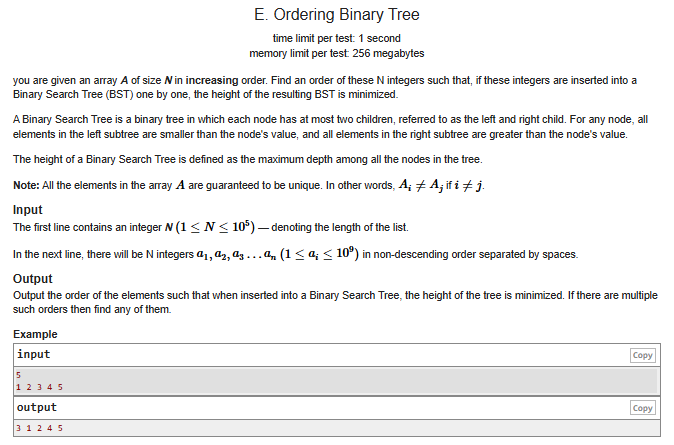 E. Ordering Binary Tree
time limit per test: 1 second
memory limit per test: 256 megabytes
you are given an array A of size N in increasing order. Find an order of these N integers such that, if these integers are inserted into a
Binary Search Tree (BST) one by one, the height of the resulting BST is minimized.
A Binary Search Tree is a binary tree in which each node has at most two children, referred to as the left and right child. For any node, all
elements in the left subtree are smaller than the node's value, and all elements in the right subtree are greater than the node's value.
The height of a Binary Search Tree is defined as the maximum depth among all the nodes in the tree.
Note: All the elements in the array A are guaranteed to be unique. In other words, A_i ≠ A_j if i ≠ j.
Input
The first line contains an integer N (1 ≤ N ≤ 10^5) — denoting the length of the list.
In the next line, there will be N integers a_1, a_2, a_3 ... a_n (1 ≤ a_i ≤ 10^9) in non-descending order separated by spaces.
Output
Output the order of the elements such that when inserted into a Binary Search Tree, the height of the tree is minimized. If there are multiple
such orders then find any of them.
Example
input
Copy
5
1 2 3 4 5
output
Copy
3 1 2 4 5